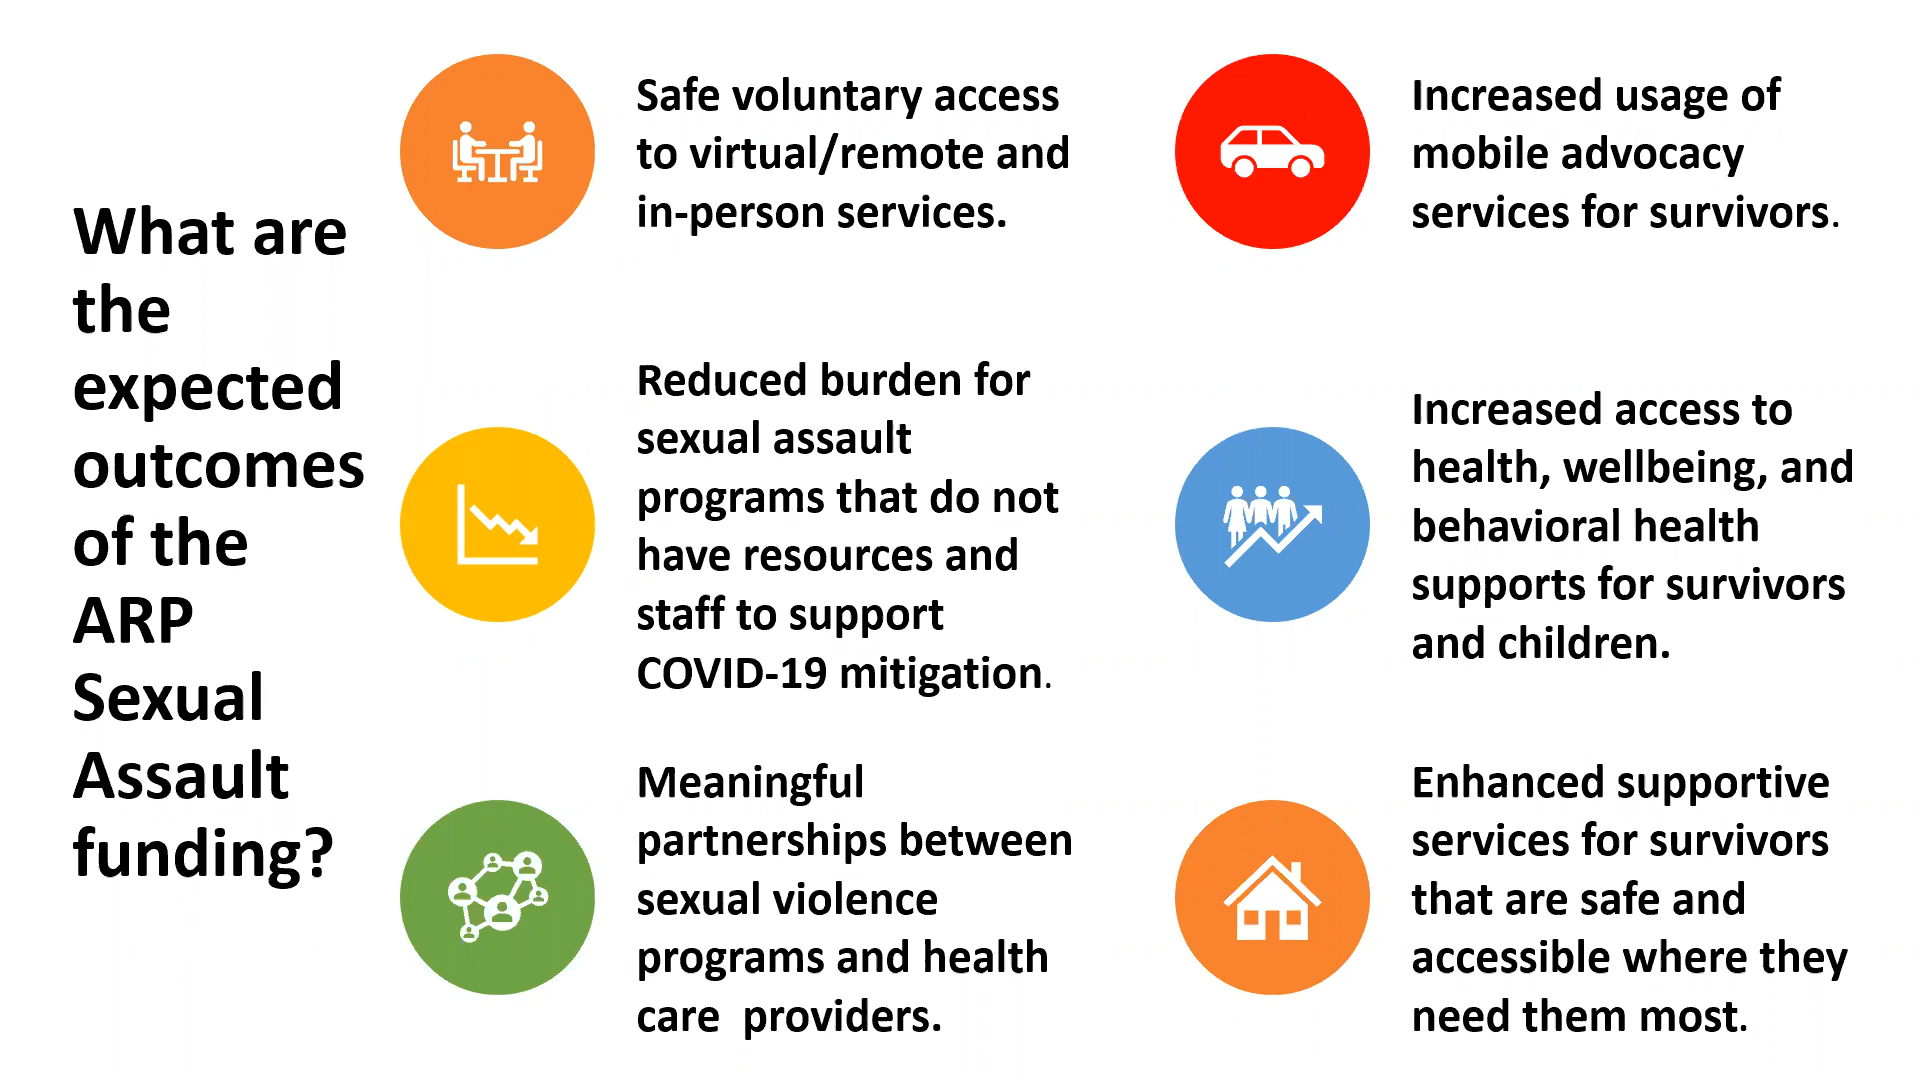 What are
the
expected
outcomes
of the
ARP
Sexual
Assault
funding?
Safe voluntary access
to virtual/remote and
in-person services.
Increased usage of
mobile advocacy
services for survivors.
Reduced burden for
sexual assault
programs that do not
have resources and
staff to support
COVID-19 mitigation.
Increased access to
health, wellbeing, and
behavioral health
supports for survivors
and children.
Meaningful
partnerships between
sexual violence
programs and health
care  providers.
Enhanced supportive
services for survivors
that are safe and
accessible where they
need them most.